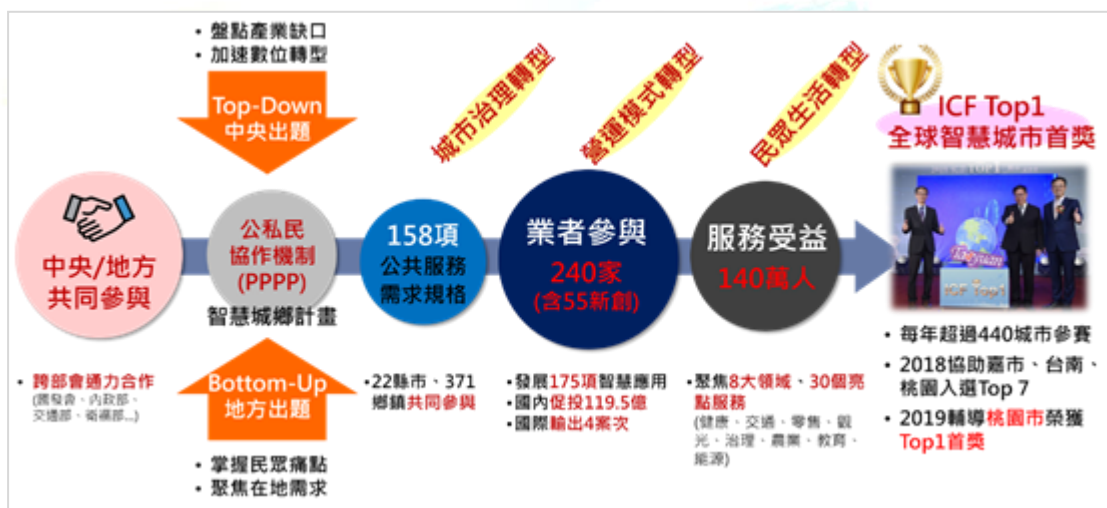 • 盤點產業缺口
• 加速數位轉型
Top-Down
中央出題
城市治理轉型
營運模式轉型
民眾生活轉型
ICF Top1
全球智慧城市首獎
中央/地方
共同參與
公私民
協作機制
(PPPP)
智慧城鄉計畫
158項
公共服務
需求規格
業者參與
240家
(含55新創)
服務受益
140萬人
Taoyuan
ICF Top1
• 跨部會通力合作
(國發會、內政部、
交通部、衛福部...)
Bottom-Up
地方出題
• 掌握民眾痛點
• 聚焦在地需求
• 22縣市、371
鄉鎮共同參與
• 發展175項智慧應用
• 國內促投119.5億
• 國際輸出4案次
• 聚焦8大領域、30個亮
點服務
(健康、交通、零售、觀
光、治理、農業、教育、
能源)
• 每年超過440城市參賽
• 2018協助嘉市、台南、
桃園入選Top 7
• 2019輔導桃園市榮獲
Top1首獎